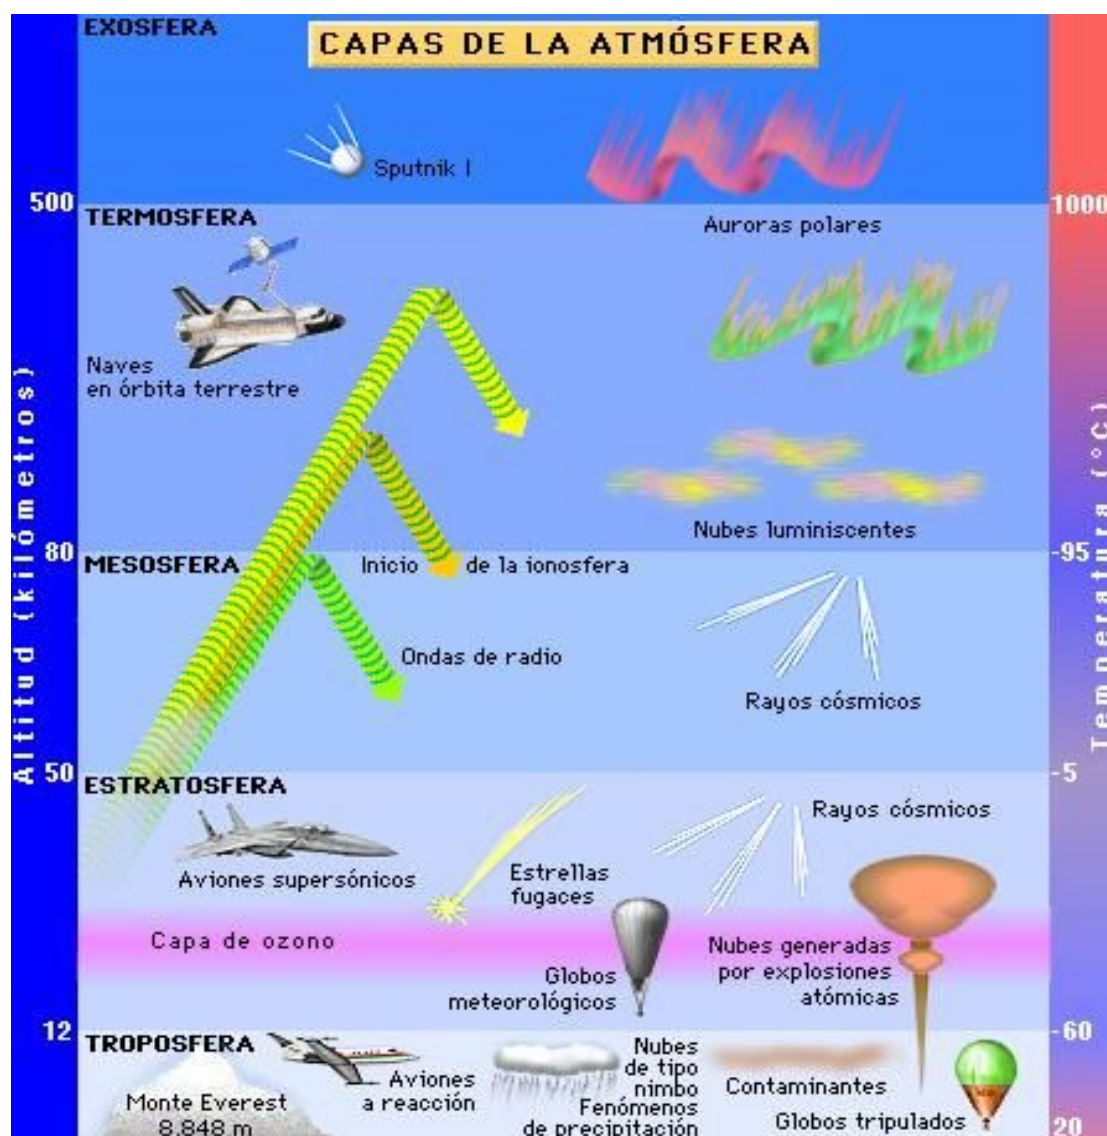 EXOSFERA
CAPAS DE LA ATMÓSFERA
Sputnik I
500
1000
TERMOSFERA
Auroras polares
Naves
en órbita terrestre
Altitud (kilómetros)
Temperatura (°C)
Nubes luminiscentes
80
-95
MESOSFERA
Inicio de la ionosfera
Ondas de radio
Rayos cósmicos
50
-5
ESTRATOSFERA
Rayos cósmicos
Aviones supersónicos
Estrellas
fugaces
Capa de ozono
Nubes generadas
por explosiones
atómicas
Globos
meteorológicos
12
-60
TROPOSFERA
Monte Everest
8.848 m
Aviones
a reacción
Nubes
de tipo
nimbo
Fenómenos
de precipitación
Contaminantes
Globos tripulados
20